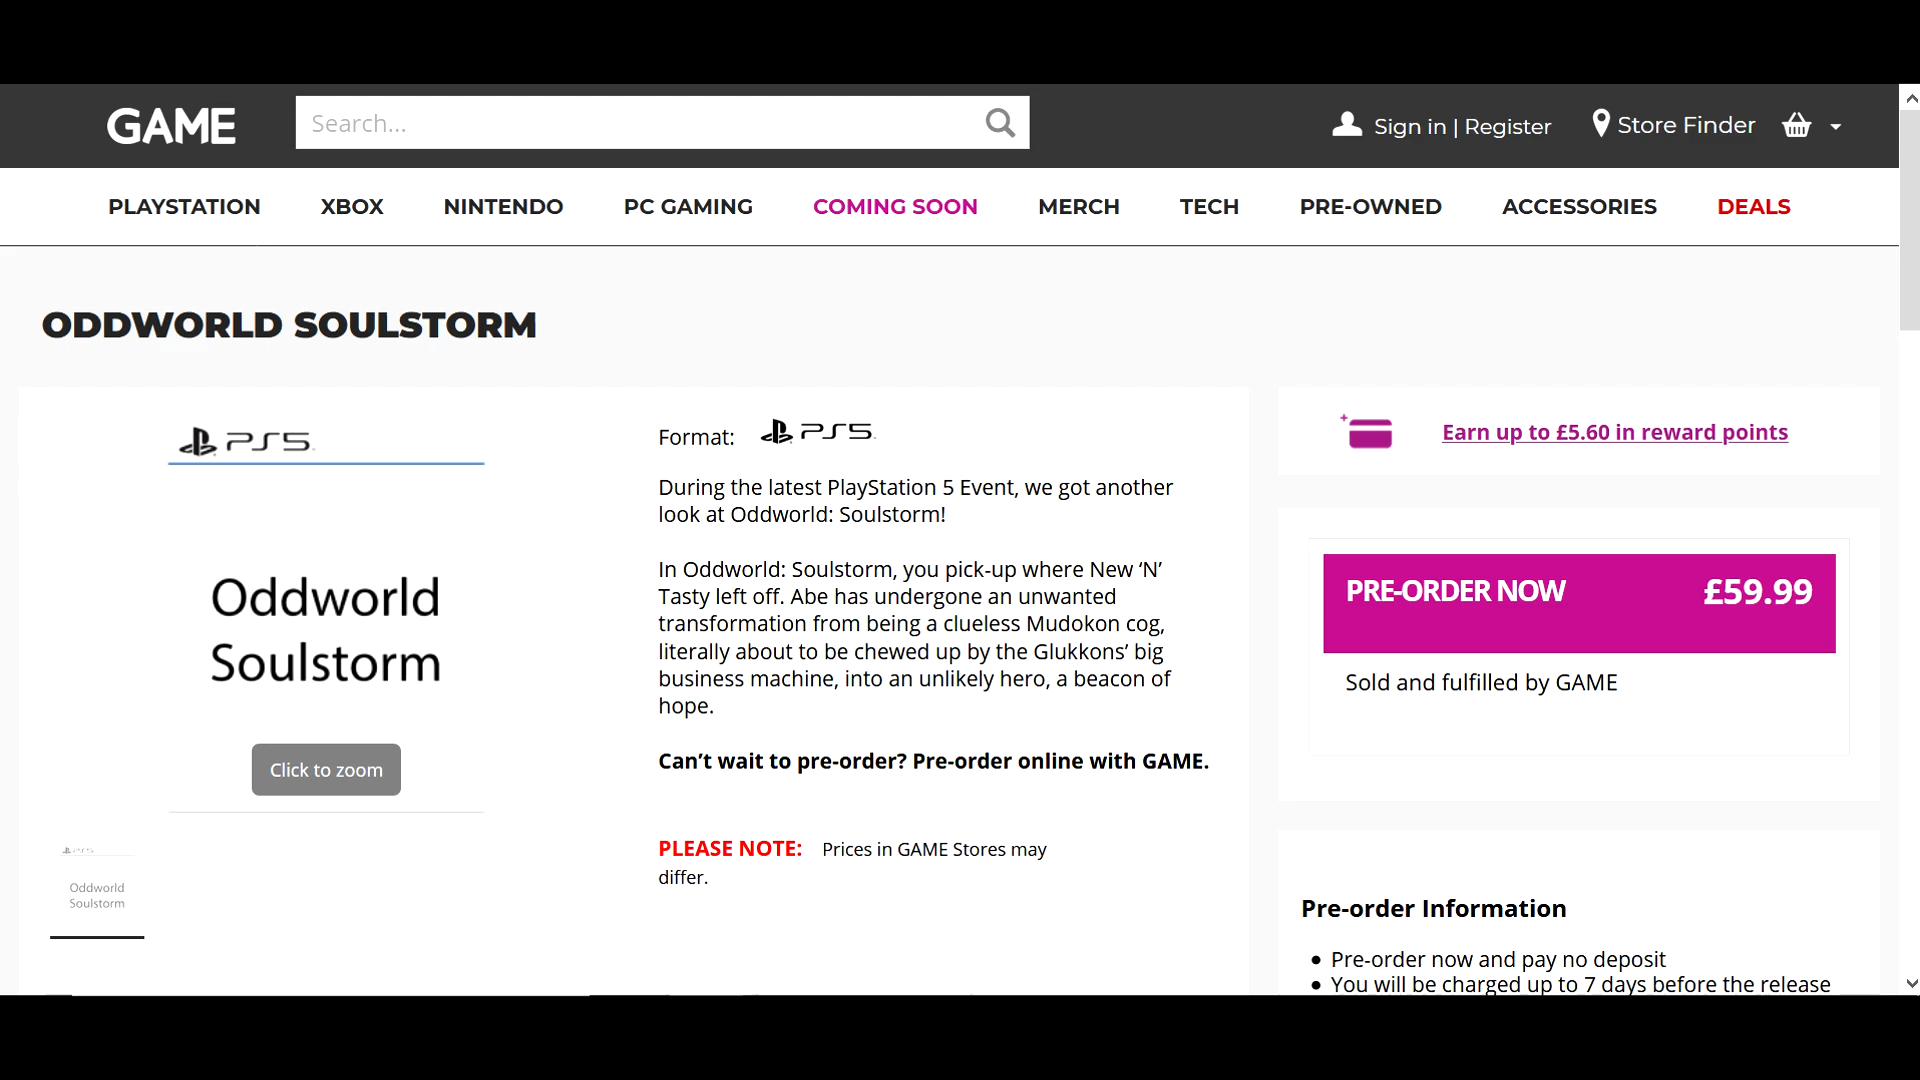 GAME
Search...
Sign in | Register
Store Finder
PLAYSTATION
XBOX
NINTENDO
PC GAMING
COMING SOON
MERCH
TECH
PRE-OWNED
ACCESSORIES
DEALS
ODDWORLD SOULSTORM
PS5
Oddworld
Soulstorm
Click to zoom
PS5
Oddworld
Soulstorm
Format: PS5
During the latest PlayStation 5 Event, we got another
look at Oddworld: Soulstorm!
In Oddworld: Soulstorm, you pick-up where New ‘N’
Tasty left off. Abe has undergone an unwanted
transformation from being a clueless Mudokon cog,
literally about to be chewed up by the Glukkons’ big
business machine, into an unlikely hero, a beacon of
hope.
Can’t wait to pre-order? Pre-order online with GAME.
PLEASE NOTE: Prices in GAME Stores may
differ.
Earn up to £5.60 in reward points
PRE-ORDER NOW £59.99
Sold and fulfilled by GAME
Pre-order Information
• Pre-order now and pay no deposit
• You will be charged up to 7 days before the release